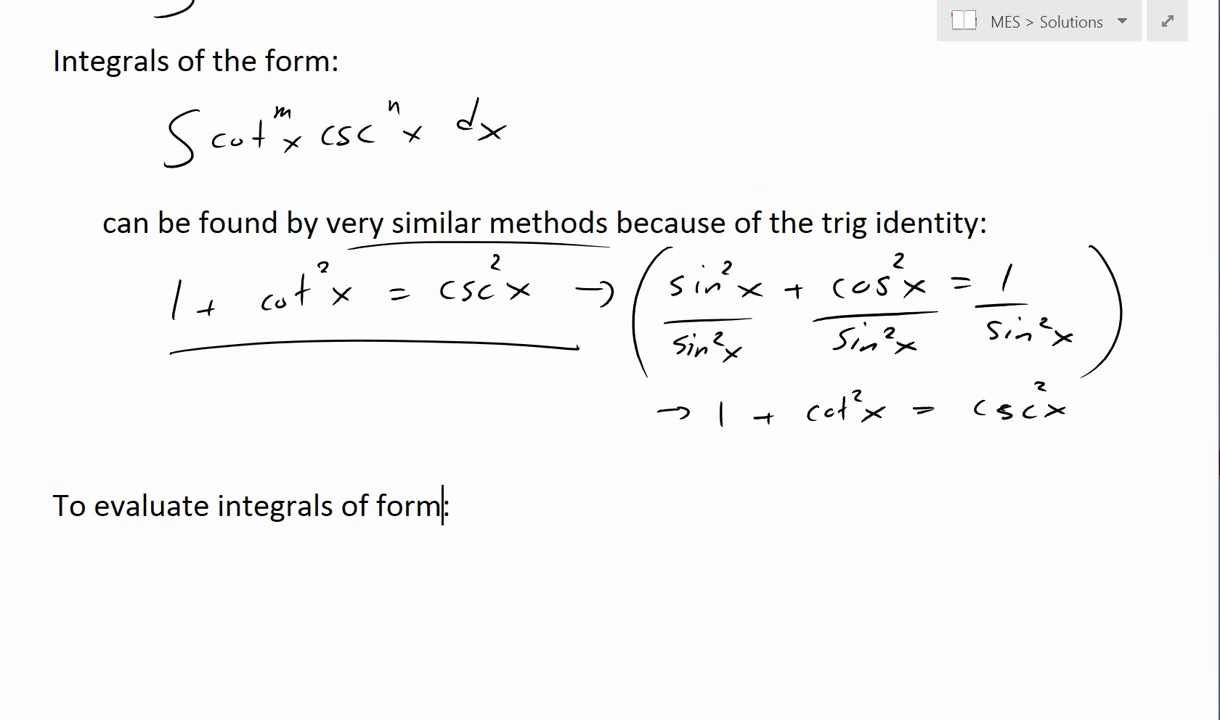 MES > Solutions
Integrals of the form:
∫ cot^m x csc^n x dx
can be found by very similar methods because of the trig identity:
1 + cot²x = csc²x → (sin²x/sin²x + cos²x/sin²x = 1/sin²x)
→ 1 + cot²x = csc²x
To evaluate integrals of form: